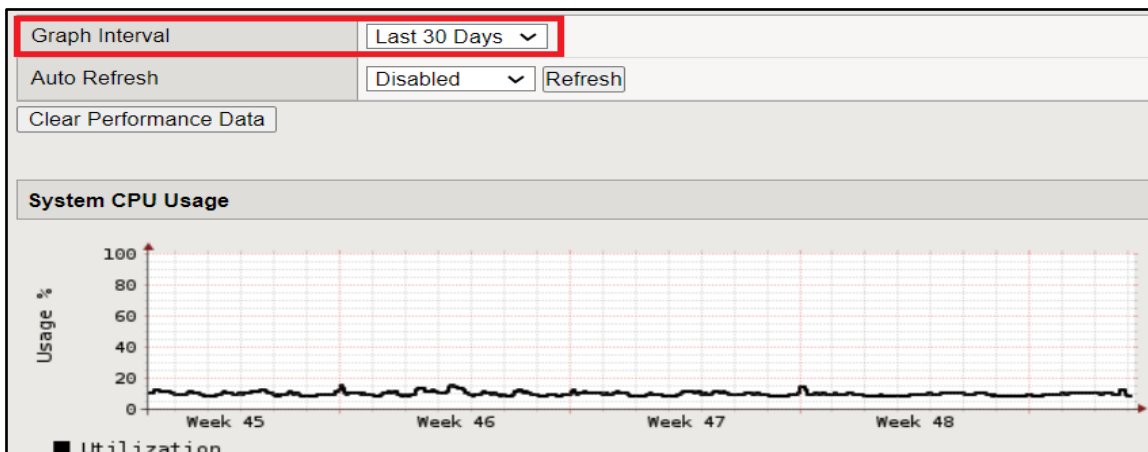 Graph Interval Last 30 Days
Auto Refresh Disabled Refresh
Clear Performance Data
System CPU Usage
Usage %
100
80
60
40
20
0
Week 45 Week 46 Week 47 Week 48
Utilization